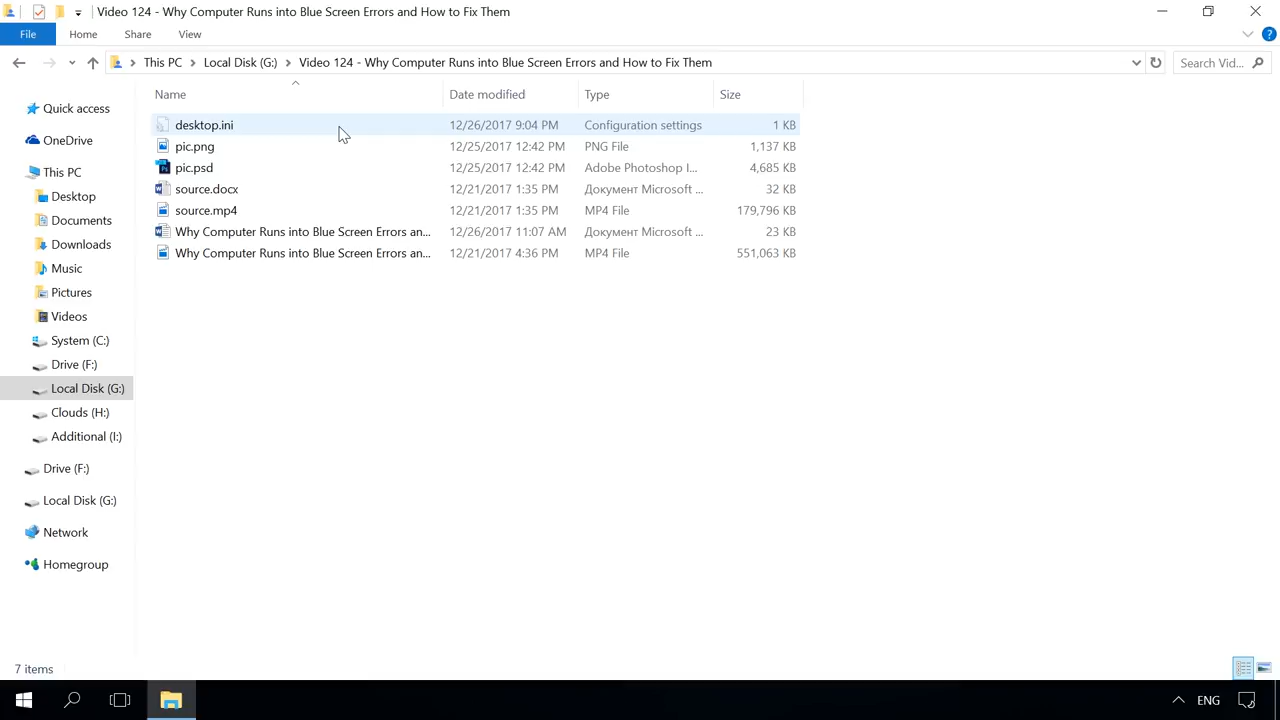 Video 124 - Why Computer Runs into Blue Screen Errors and How to Fix Them
File Home Share View
This PC Local Disk (G:) Video 124 - Why Computer Runs into Blue Screen Errors and How to Fix Them Search Vid...
Name Date modified Type Size
desktop.ini 12/26/2017 9:04 PM Configuration settings 1 KB
pic.png 12/25/2017 12:42 PM PNG File 1,137 KB
pic.psd 12/25/2017 12:42 PM Adobe Photoshop I... 4,685 KB
source.docx 12/21/2017 1:35 PM Документ Microsoft ... 32 KB
source.mp4 12/21/2017 1:35 PM MP4 File 179,796 KB
Why Computer Runs into Blue Screen Errors an... 12/26/2017 11:07 AM Документ Microsoft ... 23 KB
Why Computer Runs into Blue Screen Errors an... 12/21/2017 4:36 PM MP4 File 551,063 KB
Quick access
OneDrive
This PC
Desktop
Documents
Downloads
Music
Pictures
Videos
System (C:)
Drive (F:)
Local Disk (G:)
Clouds (H:)
Additional (I:)
Drive (F:)
Local Disk (G:)
Network
Homegroup
7 items
ENG